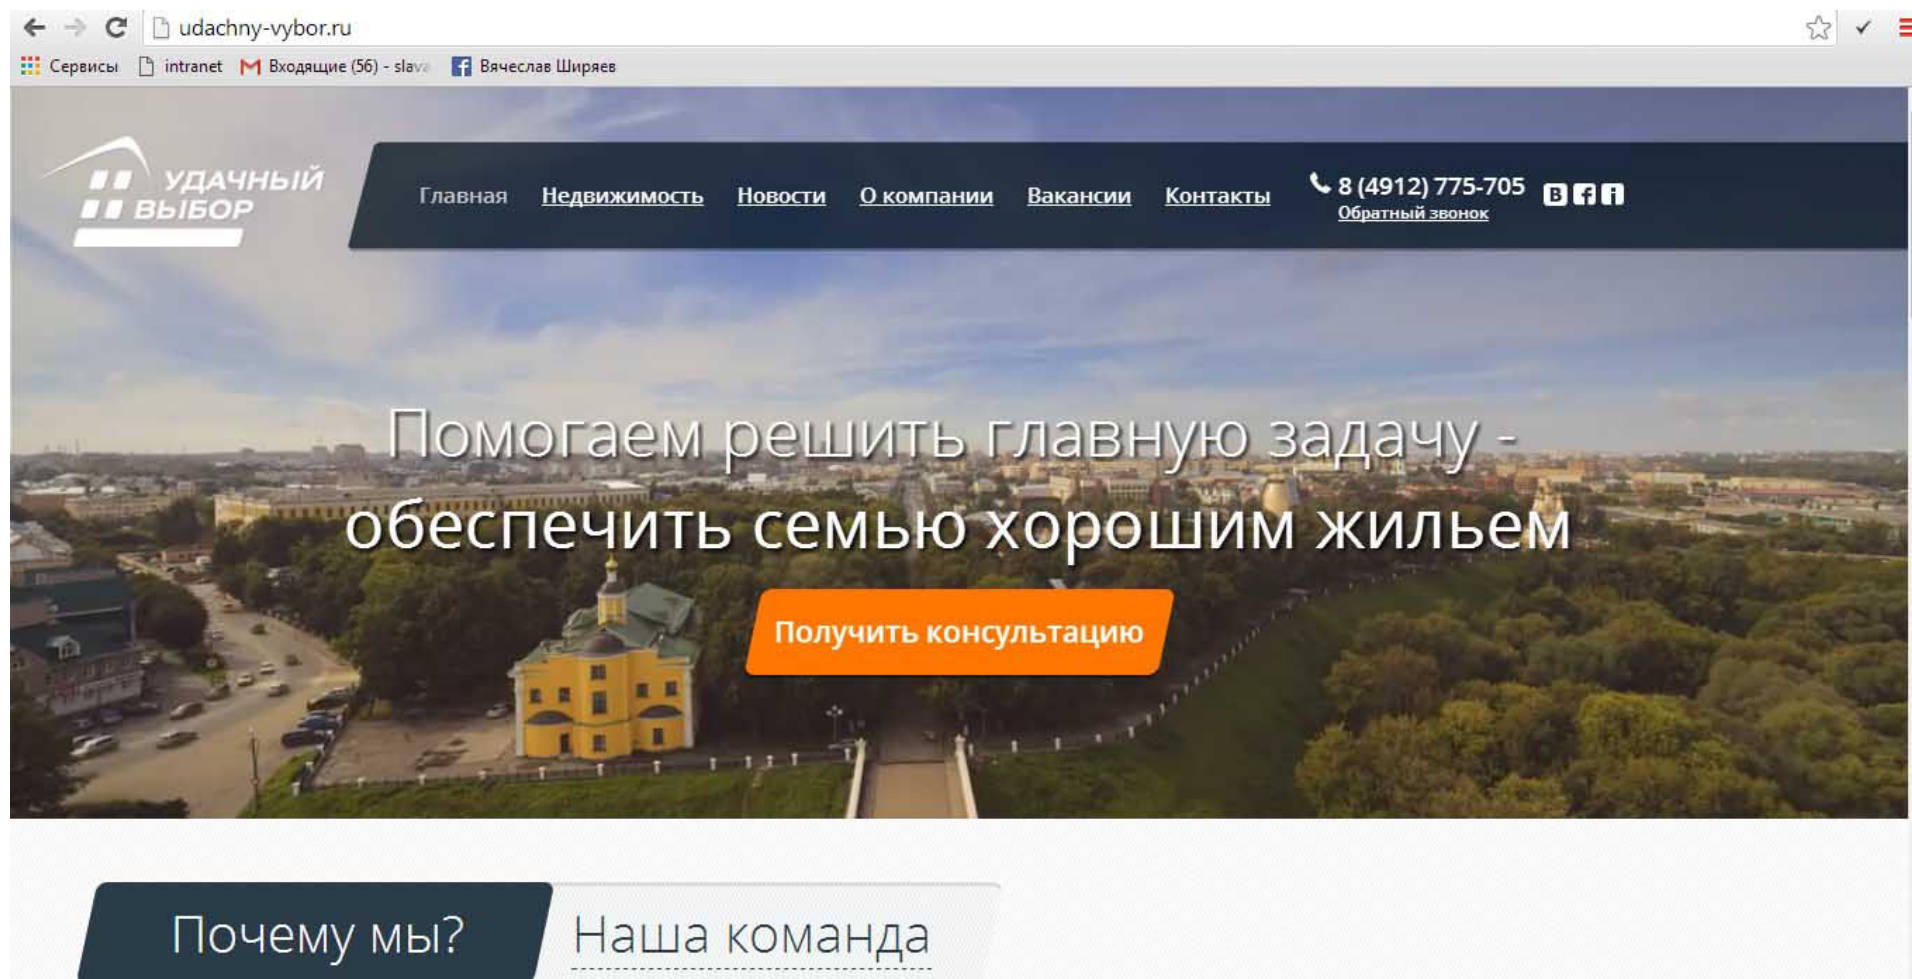 udachny-vybor.ru
Сервисы intranet Входящие (56) - slava Вячеслав Ширяев
УДАЧНЫЙ
ВЫБОР
Главная Недвижимость Новости О компании Вакансии Контакты
8 (4912) 775-705
Обратный звонок
Помогаем решить главную задачу -
обеспечить семью хорошим жильем
Получить консультацию
Почему мы? Наша команда